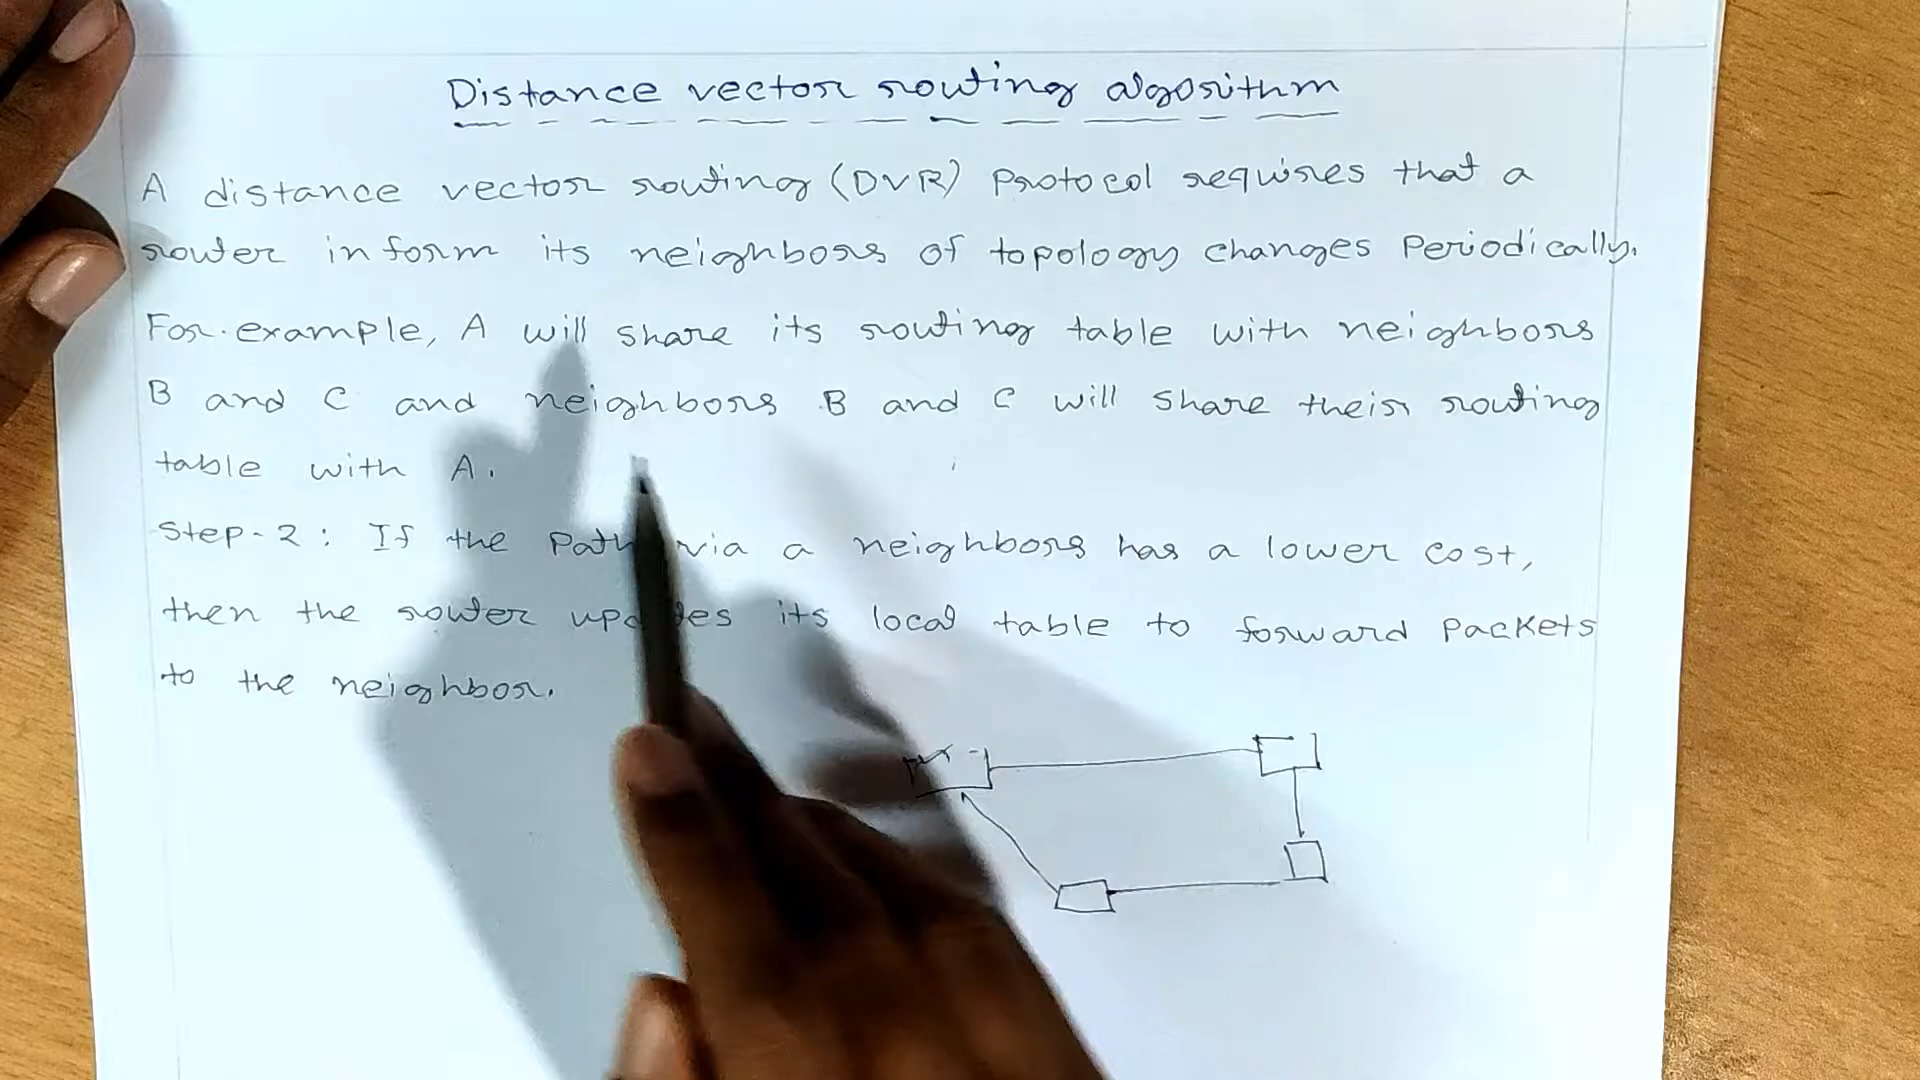 Distance vector routing algorithm
A distance vector routing (DVR) Protocol requires that a
router inform its neighbors of topology changes Periodically.
For example, A will share its routing table with neighbors
B and C and neighbors B and C will share their routing
table with A.
Step-2: If the Path via a neighbors has a lower cost,
then the router updates its local table to forward Packets
to the neighbor.